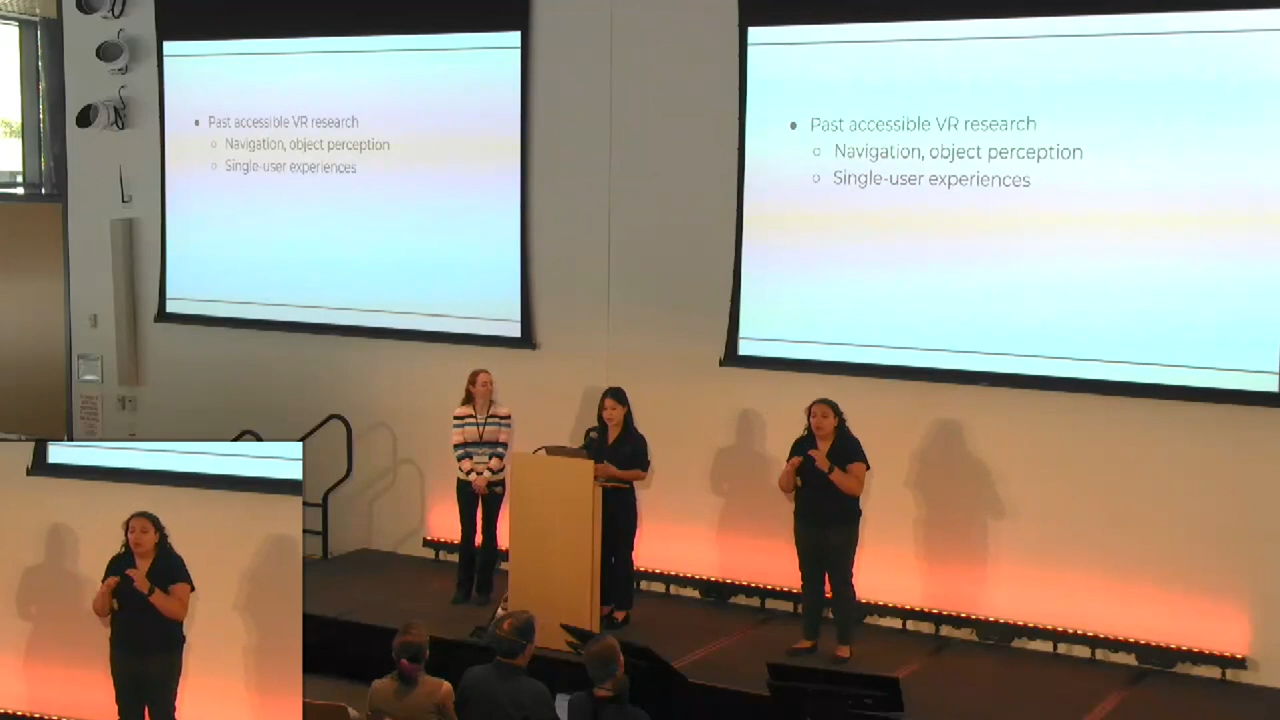 • Past accessible VR research
○ Navigation, object perception
○ Single-user experiences
• Past accessible VR research
○ Navigation, object perception
○ Single-user experiences